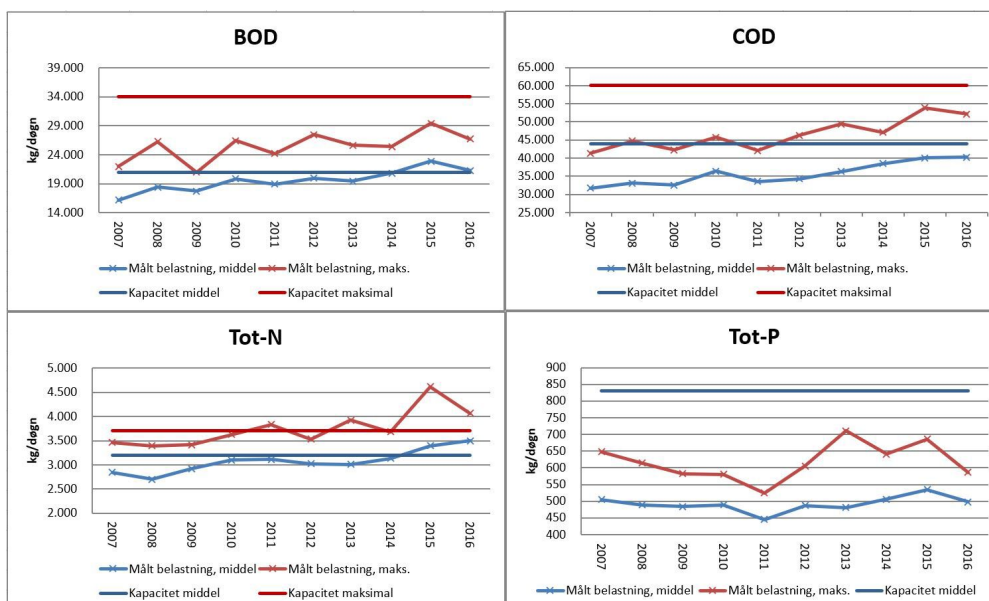 BOD
39.000
34.000
29.000
24.000
19.000
14.000
kg/døgn
2007 2008 2009 2010 2011 2012 2013 2014 2015 2016
Målt belastning, middel Målt belastning, maks.
Kapacitet middel Kapacitet maksimal
COD
65.000
60.000
55.000
50.000
45.000
40.000
35.000
30.000
25.000
kg/døgn
2007 2008 2009 2010 2011 2012 2013 2014 2015 2016
Målt belastning, middel Målt belastning, maks.
Kapacitet middel Kapacitet maksimal
Tot-N
5.000
4.500
4.000
3.500
3.000
2.500
2.000
kg/døgn
2007 2008 2009 2010 2011 2012 2013 2014 2015 2016
Målt belastning, middel Målt belastning, maks.
Kapacitet middel Kapacitet maksimal
Tot-P
900
850
800
750
700
650
600
550
500
450
400
kg/døgn
2007 2008 2009 2010 2011 2012 2013 2014 2015 2016
Målt belastning, middel Målt belastning, maks. Kapacitet middel